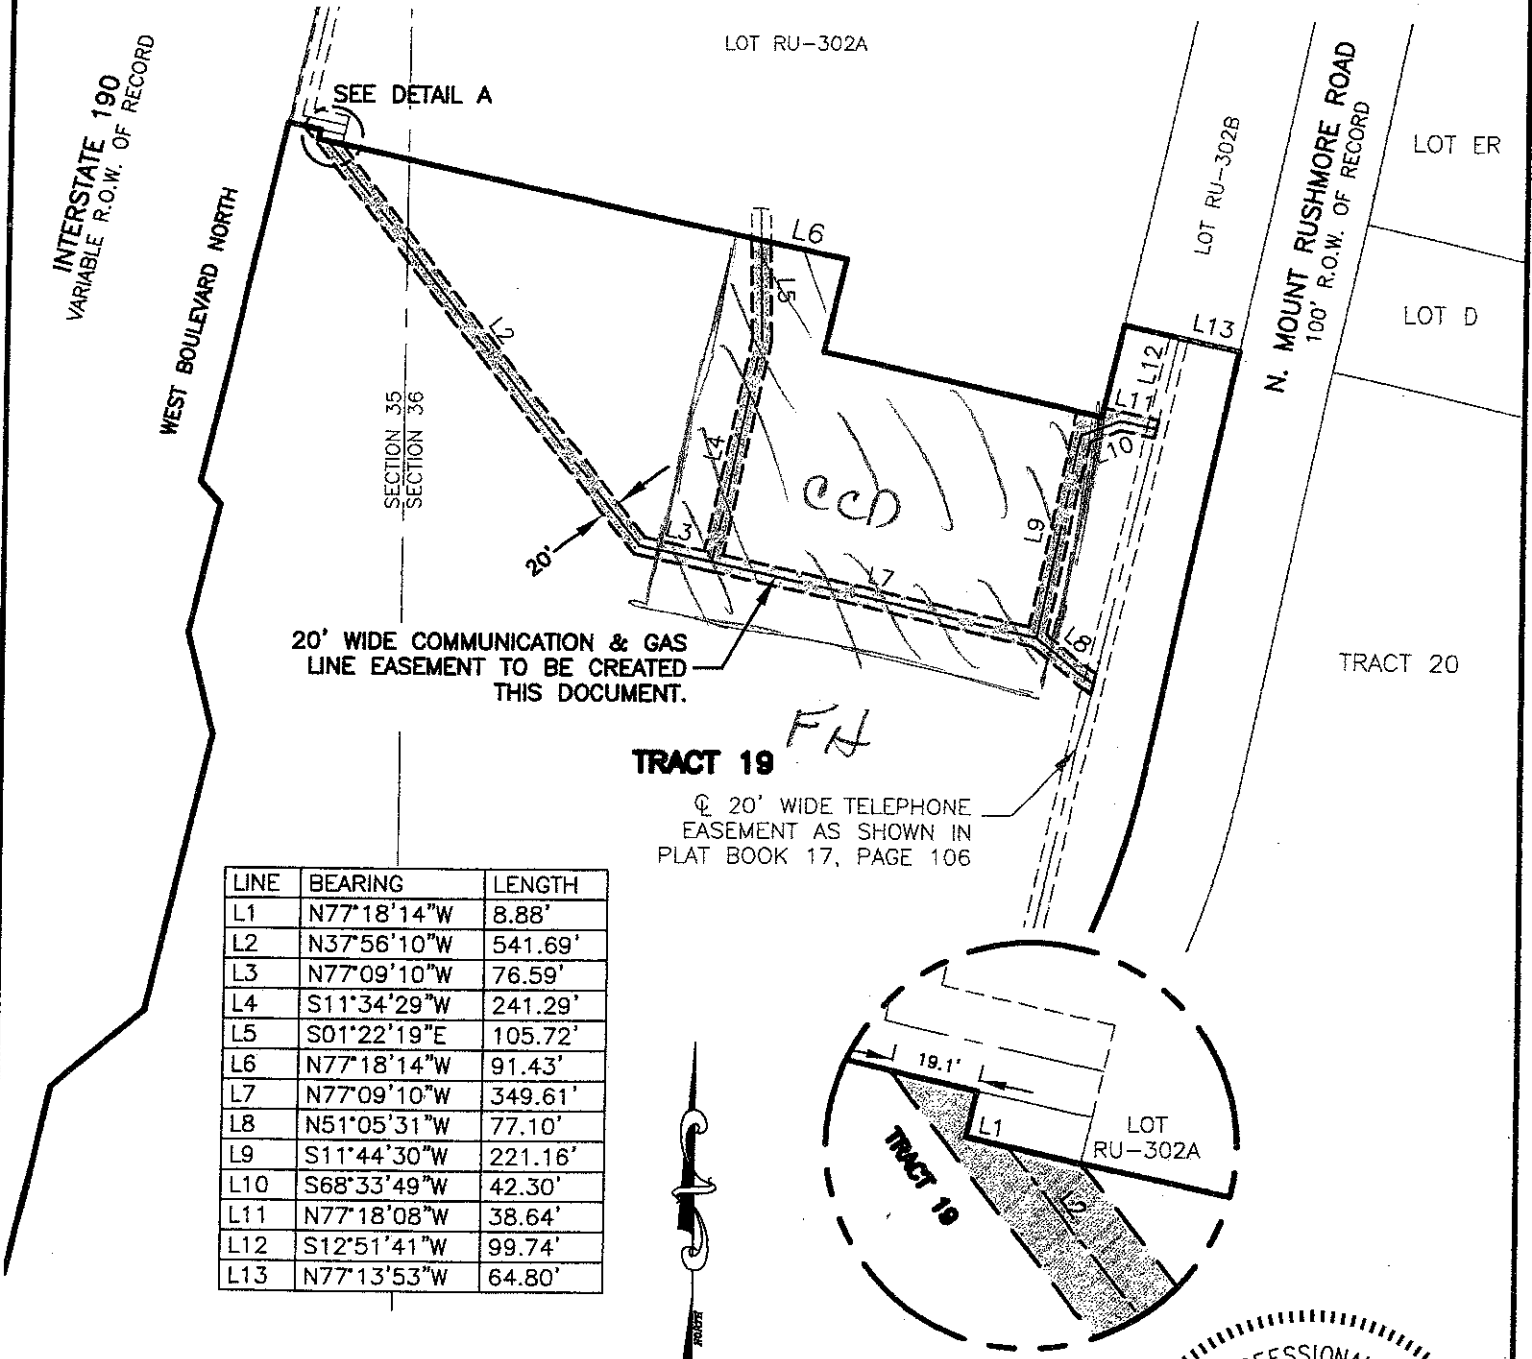 LOT RU-302A
INTERSTATE 190
VARIABLE R.O.W. OF RECORD
SEE DETAIL A
WEST BOULEVARD NORTH
LOT RU-302B
N. MOUNT RUSHMORE ROAD
100' R.O.W. OF RECORD
LOT ER
LOT D
L6
L5
L13
L12
L11
L10
L2
L4
L9
CCD
SECTION 35
SECTION 36
L3
20'
L7
L8
20' WIDE COMMUNICATION & GAS
LINE EASEMENT TO BE CREATED
THIS DOCUMENT.
TRACT 20
FH
TRACT 19
℄ 20' WIDE TELEPHONE
EASEMENT AS SHOWN IN
PLAT BOOK 17, PAGE 106
LINE BEARING LENGTH
L1 N77°18'14"W 8.88'
L2 N37°56'10"W 541.69'
L3 N77°09'10"W 76.59'
L4 S11°34'29"W 241.29'
L5 S01°22'19"E 105.72'
L6 N77°18'14"W 91.43'
L7 N77°09'10"W 349.61'
L8 N51°05'31"W 77.10'
L9 S11°44'30"W 221.16'
L10 S68°33'49"W 42.30'
L11 N77°18'08"W 38.64'
L12 S12°51'41"W 99.74'
L13 N77°13'53"W 64.80'
19.1'
L1
LOT
RU-302A
TRACT 19
L2
NORTH